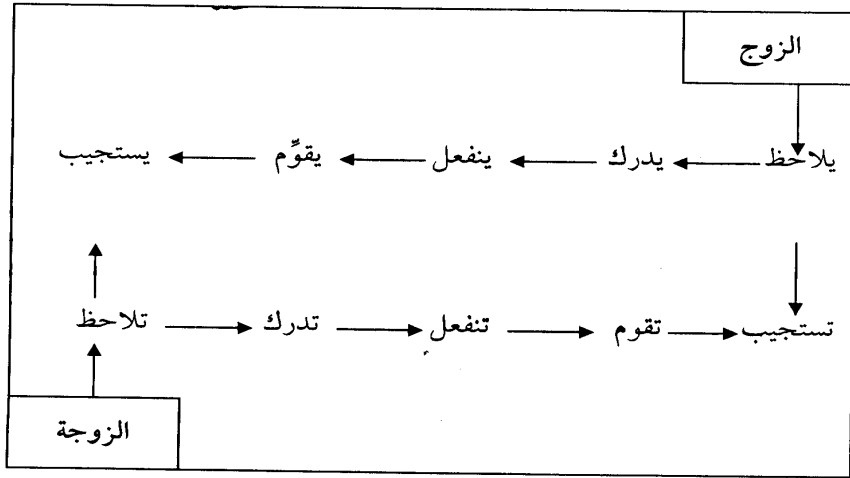 الزوج
يلاحظ يدرك ينفعل يقوِّم يستجيب
تلاحظ تدرك تنفعل تقوم تستجيب
الزوجة